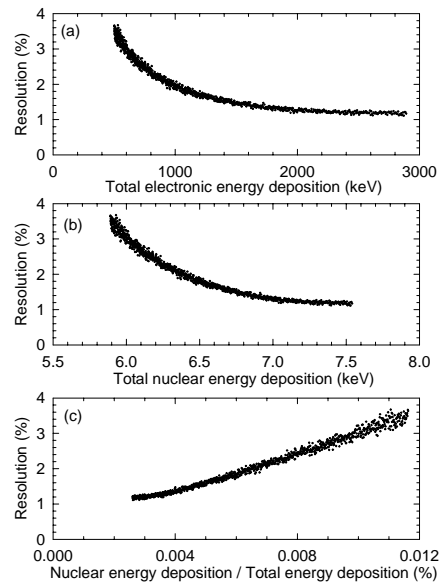 4
(a)
3
Resolution (%)
2
1
0
0 1000 2000 3000
Total electronic energy deposition (keV)
4
(b)
3
Resolution (%)
2
1
0
5.5 6.0 6.5 7.0 7.5 8.0
Total nuclear energy deposition (keV)
4
(c)
3
Resolution (%)
2
1
0
0.000 0.004 0.008 0.012
Nuclear energy deposition / Total energy deposition (%)